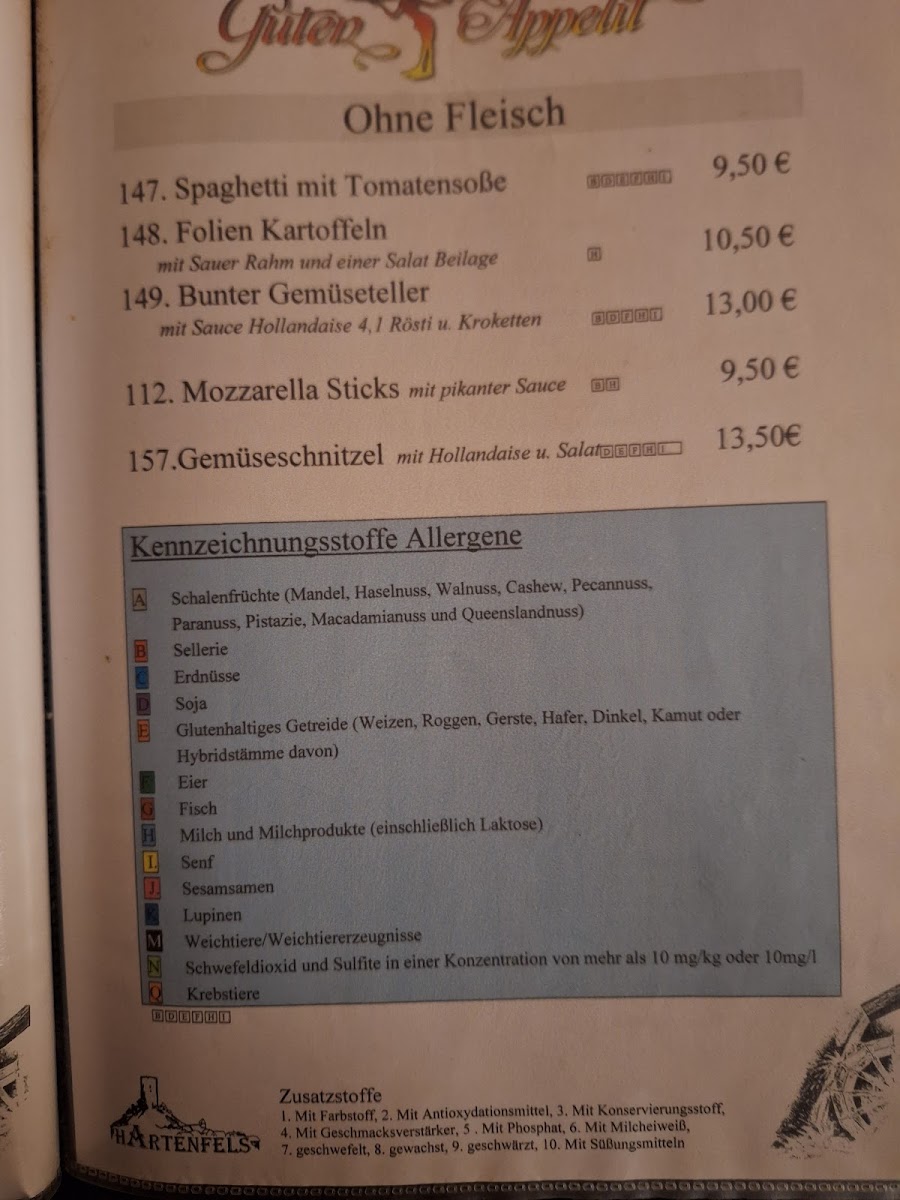 Guten Appetit
Ohne Fleisch
147. Spaghetti mit Tomatensoße B D E F H I 9,50 €
148. Folien Kartoffeln
mit Sauer Rahm und einer Salat Beilage H 10,50 €
149. Bunter Gemüseteller
mit Sauce Hollandaise 4,1 Rösti u. Kroketten B D F H I 13,00 €
112. Mozzarella Sticks mit pikanter Sauce B H 9,50 €
157.Gemüseschnitzel mit Hollandaise u. Salat D E F H I 13,50€
Kennzeichnungsstoffe Allergene
A Schalenfrüchte (Mandel, Haselnuss, Walnuss, Cashew, Pecannuss,
Paranuss, Pistazie, Macadamianuss und Queenslandnuss)
B Sellerie
C Erdnüsse
D Soja
E Glutenhaltiges Getreide (Weizen, Roggen, Gerste, Hafer, Dinkel, Kamut oder
Hybridstämme davon)
F Eier
G Fisch
H Milch und Milchprodukte (einschließlich Laktose)
I. Senf
J. Sesamsamen
K Lupinen
M Weichtiere/Weichtiererzeugnisse
N Schwefeldioxid und Sulfite in einer Konzentration von mehr als 10 mg/kg oder 10mg/l
Q Krebstiere
B D E F H I
HARTENFELS
Zusatzstoffe
1. Mit Farbstoff, 2. Mit Antioxydationsmittel, 3. Mit Konservierungsstoff,
4. Mit Geschmacksverstärker, 5 . Mit Phosphat, 6. Mit Milcheiweiß,
7. geschwefelt, 8. gewachst, 9. geschwärzt, 10. Mit Süßungsmitteln